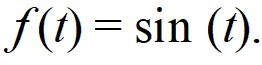 f(t) = sin (t).